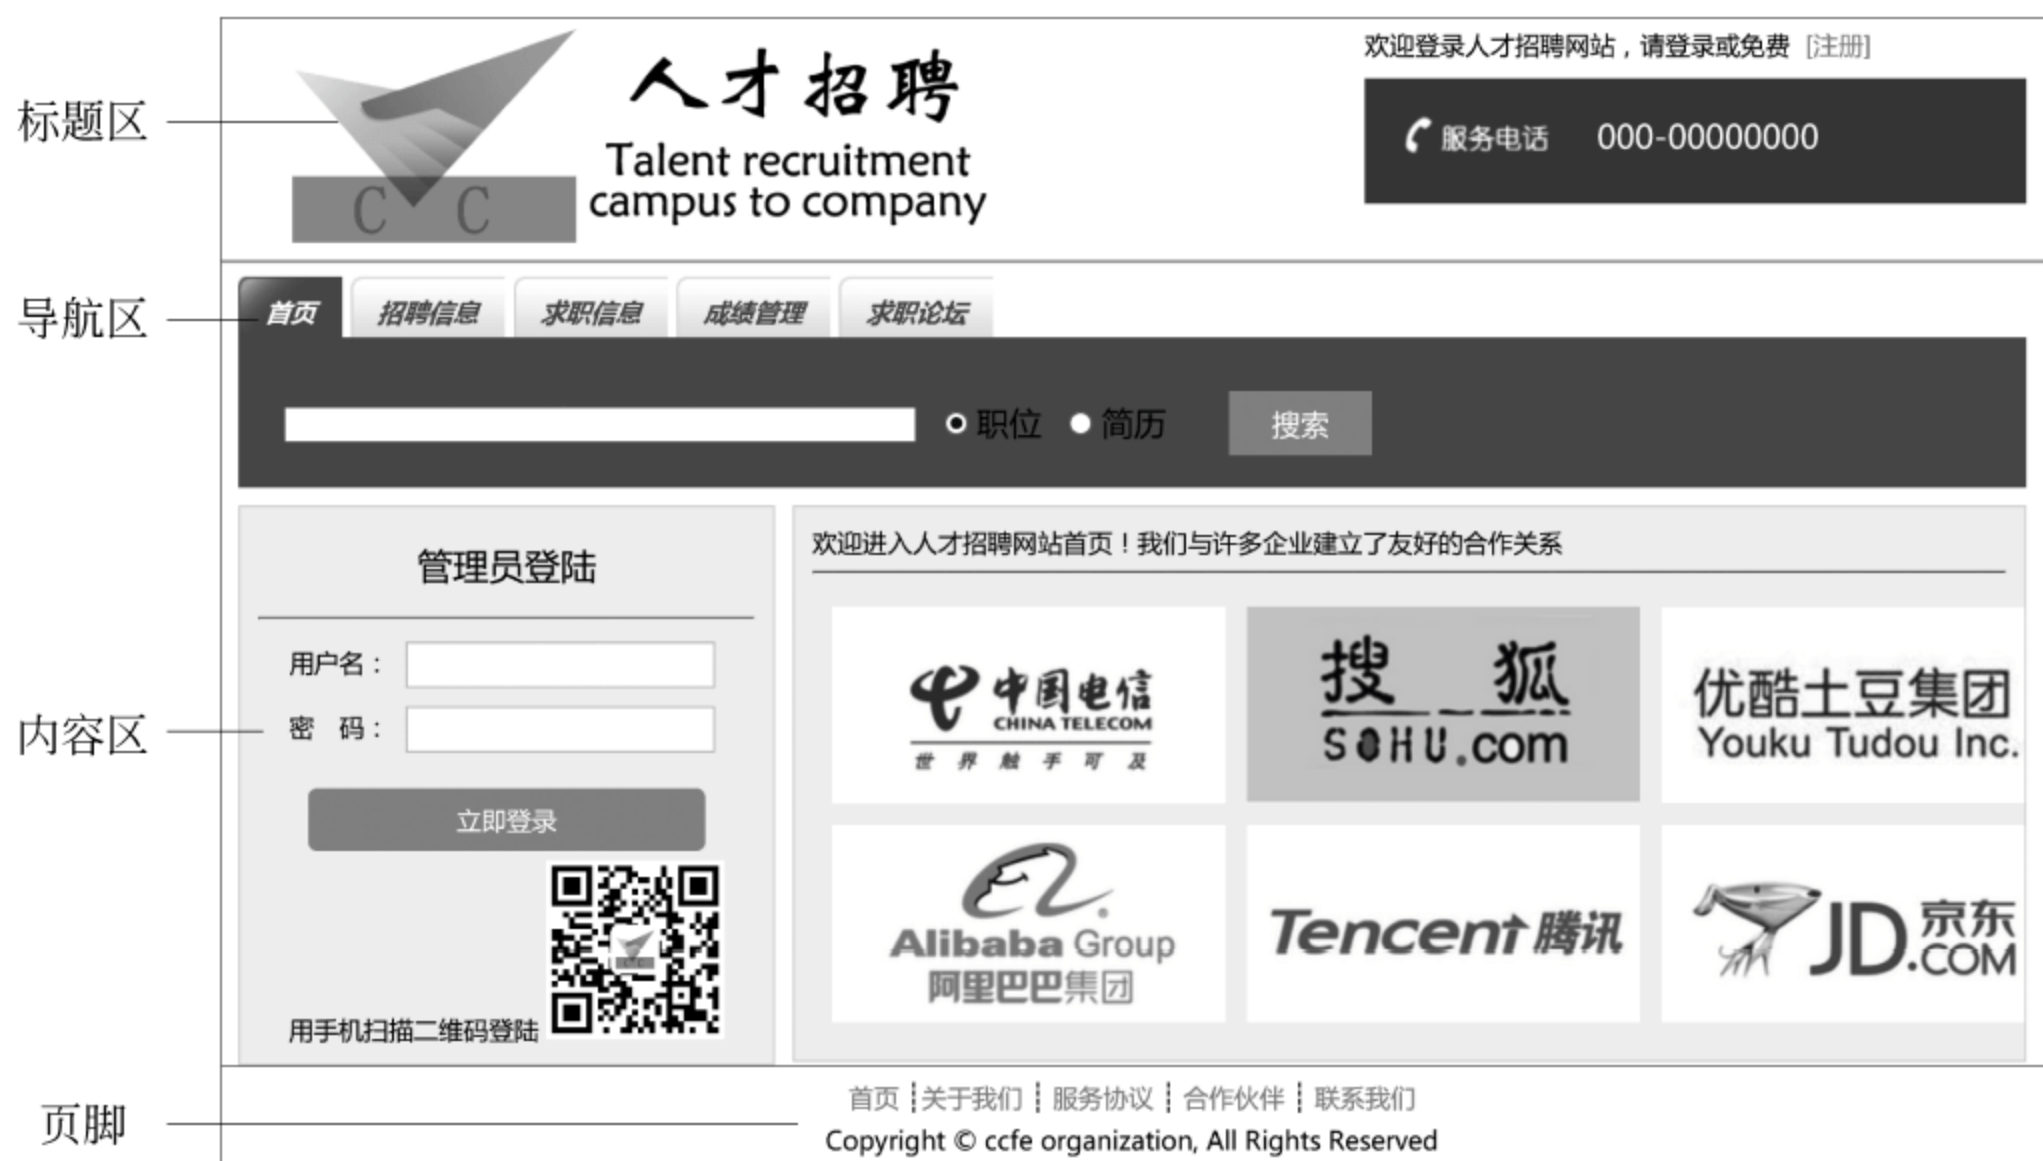 标题区
导航区
内容区
页脚
人才招聘
Talent recruitment
campus to company
C C
欢迎登录人才招聘网站，请登录或免费 [注册]
服务电话 000-00000000
首页 招聘信息 求职信息 成绩管理 求职论坛
职位 简历 搜索
管理员登陆
用户名：
密 码：
立即登录
用手机扫描二维码登陆
欢迎进入人才招聘网站首页！我们与许多企业建立了友好的合作关系
中国电信
CHINA TELECOM
世界触手可及
搜 狐
SOHU.com
优酷土豆集团
Youku Tudou Inc.
Alibaba Group
阿里巴巴集团
Tencent 腾讯
JD.京东
COM
首页 关于我们 服务协议 合作伙伴 联系我们
Copyright © ccfe organization, All Rights Reserved